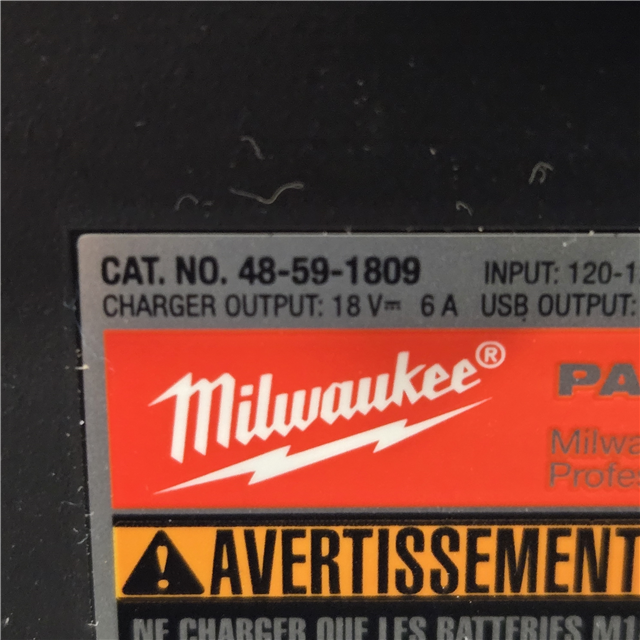 CAT. NO. 48-59-1809 INPUT: 120-1
CHARGER OUTPUT: 18 V⎓ 6 A USB OUTPUT:
Milwaukee®
PA
Milwa
Profes
AVERTISSEMENT
NE CHARGER QUE LES BATTERIES M1